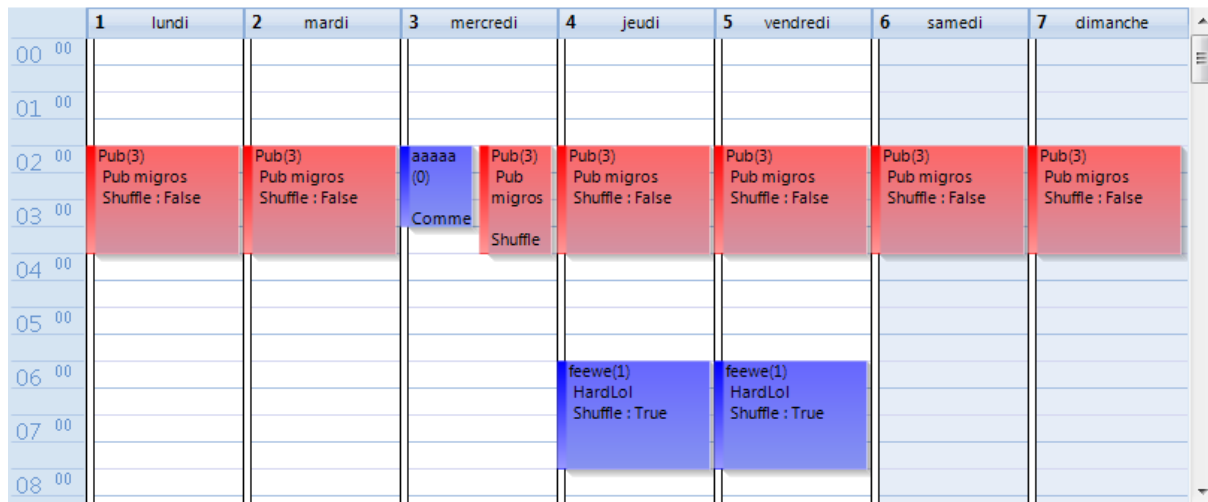 1 lundi 2 mardi 3 mercredi 4 jeudi 5 vendredi 6 samedi 7 dimanche
00 00
01 00
02 00
03 00
04 00
05 00
06 00
07 00
08 00
Pub(3)
Pub migros
Shuffle : False
Pub(3)
Pub migros
Shuffle : False
aaaaa
(0)
Comme
Pub(3)
Pub
migros
Shuffle
Pub(3)
Pub migros
Shuffle : False
Pub(3)
Pub migros
Shuffle : False
Pub(3)
Pub migros
Shuffle : False
Pub(3)
Pub migros
Shuffle : False
feewe(1)
HardLol
Shuffle : True
feewe(1)
HardLol
Shuffle : True